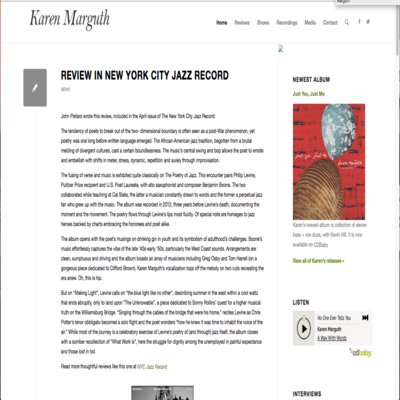 Marguth
Karen Marguth
Home Reviews Shows Recordings Media Contact
REVIEW IN NEW YORK CITY JAZZ RECORD
NEWS
John Pietaro wrote this review, included in the April issue of The New York City Jazz Record:
The tendency of poets to break out of the two- dimensional boundary is often seen as a post-War phenomenon, yet
poetry was oral long before written language emerged. The African-American jazz tradition, begotten from a brutal
melding of divergent cultures, cast a certain boundlessness. The music's central swing and bop allows the poet to emote
and embellish with shifts in meter, stress, dynamic, repetition and surely through improvisation.
The fusing of verse and music is exhibited quite classically on The Poetry of Jazz. This encounter pairs Philip Levine,
Pulitzer Prize recipient and U.S. Poet Laureate, with alto saxophonist and composer Benjamin Boone. The two
collaborated while teaching at Cal State, the latter a musician constantly drawn to words and the former a perpetual jazz
fan who grew up with the music. The album was recorded in 2012, three years before Levine's death, documenting the
moment and the movement. The poetry flows through Levine's lips most fluidly. Of special note are homages to jazz
heroes backed by charts embracing the honorees and poet alike.
The album opens with the poet's musings on drinking gin in youth and its symbolism of adulthood's challenges. Boone's
music effortlessly captures the vibe of the late '40s-early '50s, particularly the West Coast sound. Arrangements are
clean, sumptuous and driving and the album boasts an array of musicians including Greg Osby and Tom Harrell (on a
gorgeous piece dedicated to Clifford Brown). Karen Marguth's vocalization tops off the melody on two cuts recreating the
era anew. Oh, this is hip.
But on "Making Light", Levine calls on "the blue light like no other", describing summer in the west within a cool waltz
that ends abruptly, only to land upon "The Unknowable", a piece dedicated to Sonny Rollins' quest for a higher musical
truth on the Williamsburg Bridge. "Singing through the cables of the bridge that were his home," recites Levine as Chris
Potter's tenor obbligato becomes a solo flight and the poet wonders "how he knew it was time to inhabit the voice of the
air." While most of the journey is a celebratory exercise of Levine's poetry of (and through) jazz itself, the album closes
with a somber recollection of "What Work Is", here the struggle for dignity among the unemployed in painful expectance
and those lost in toil.
Read more thoughtful reviews like this one at NYC Jazz Record
NEWEST ALBUM
Just You, Just Me
Karen's newest album is collection of eleven
bass + vox duos, with Kevin Hill. It is now
available on CDBaby
View all of Karen's releases »
LISTEN
No One Ever Tells You
Karen Marguth
A Way With Words
cdbaby
INTERVIEWS